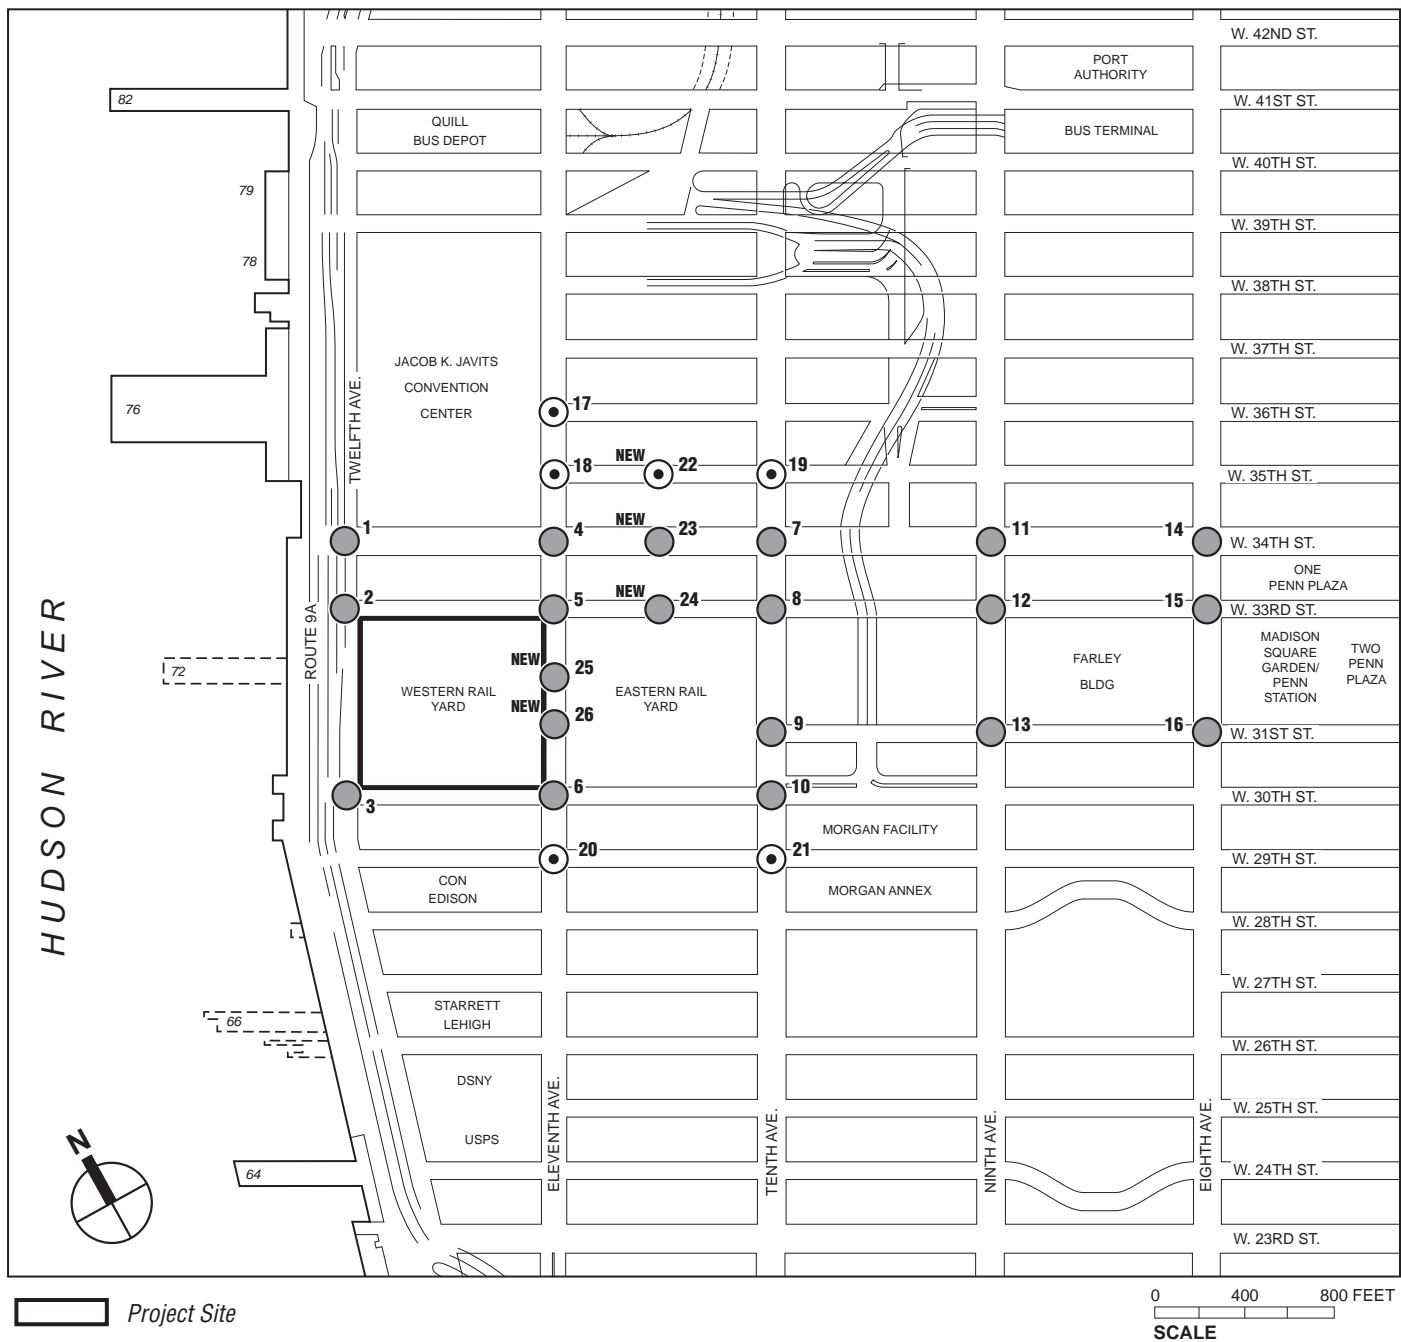 W. 42ND ST.
PORT
AUTHORITY
82
W. 41ST ST.
QUILL
BUS DEPOT
BUS TERMINAL
W. 40TH ST.
79
W. 39TH ST.
78
W. 38TH ST.
W. 37TH ST.
JACOB K. JAVITS
CONVENTION
CENTER
TWELFTH AVE.
76
17
W. 36TH ST.
18
NEW
22
19
W. 35TH ST.
1
4
NEW
23
7
11
14
W. 34TH ST.
ONE
PENN PLAZA
2
5
NEW
24
8
12
15
W. 33RD ST.
HUDSON RIVER
ROUTE 9A
72
NEW
25
WESTERN RAIL
YARD
EASTERN RAIL
YARD
NEW
26
FARLEY
BLDG
MADISON
SQUARE
GARDEN/
PENN
STATION
TWO
PENN
PLAZA
9
13
16
W. 31ST ST.
3
6
10
W. 30TH ST.
MORGAN FACILITY
20
21
W. 29TH ST.
CON
EDISON
MORGAN ANNEX
W. 28TH ST.
W. 27TH ST.
STARRETT
LEHIGH
66
W. 26TH ST.
DSNY
W. 25TH ST.
USPS
ELEVENTH AVE.
TENTH AVE.
NINTH AVE.
EIGHTH AVE.
N
64
W. 24TH ST.
W. 23RD ST.
Project Site
0 400 800 FEET
SCALE